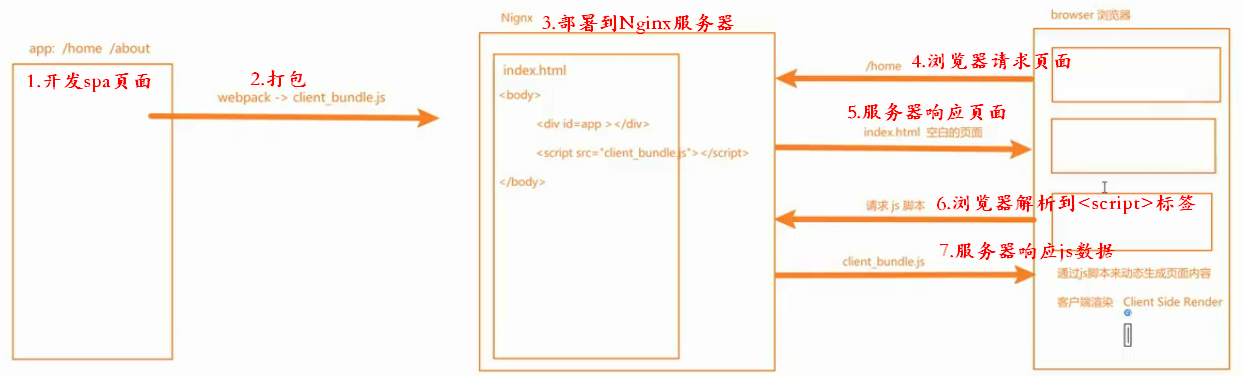 app: /home /about
1.开发spa页面
2.打包
webpack -> client_bundle.js
Nignx
3.部署到Nginx服务器
index.html
<body>
<div id=app ></div>
<script src="client_bundle.js"></script>
</body>
browser 浏览器
/home
4.浏览器请求页面
5.服务器响应页面
index.html 空白的页面
请求 js 脚本
6.浏览器解析到<script>标签
7.服务器响应js数据
client_bundle.js
通过js脚本来动态生成页面内容
客户端渲染 Client Side Render